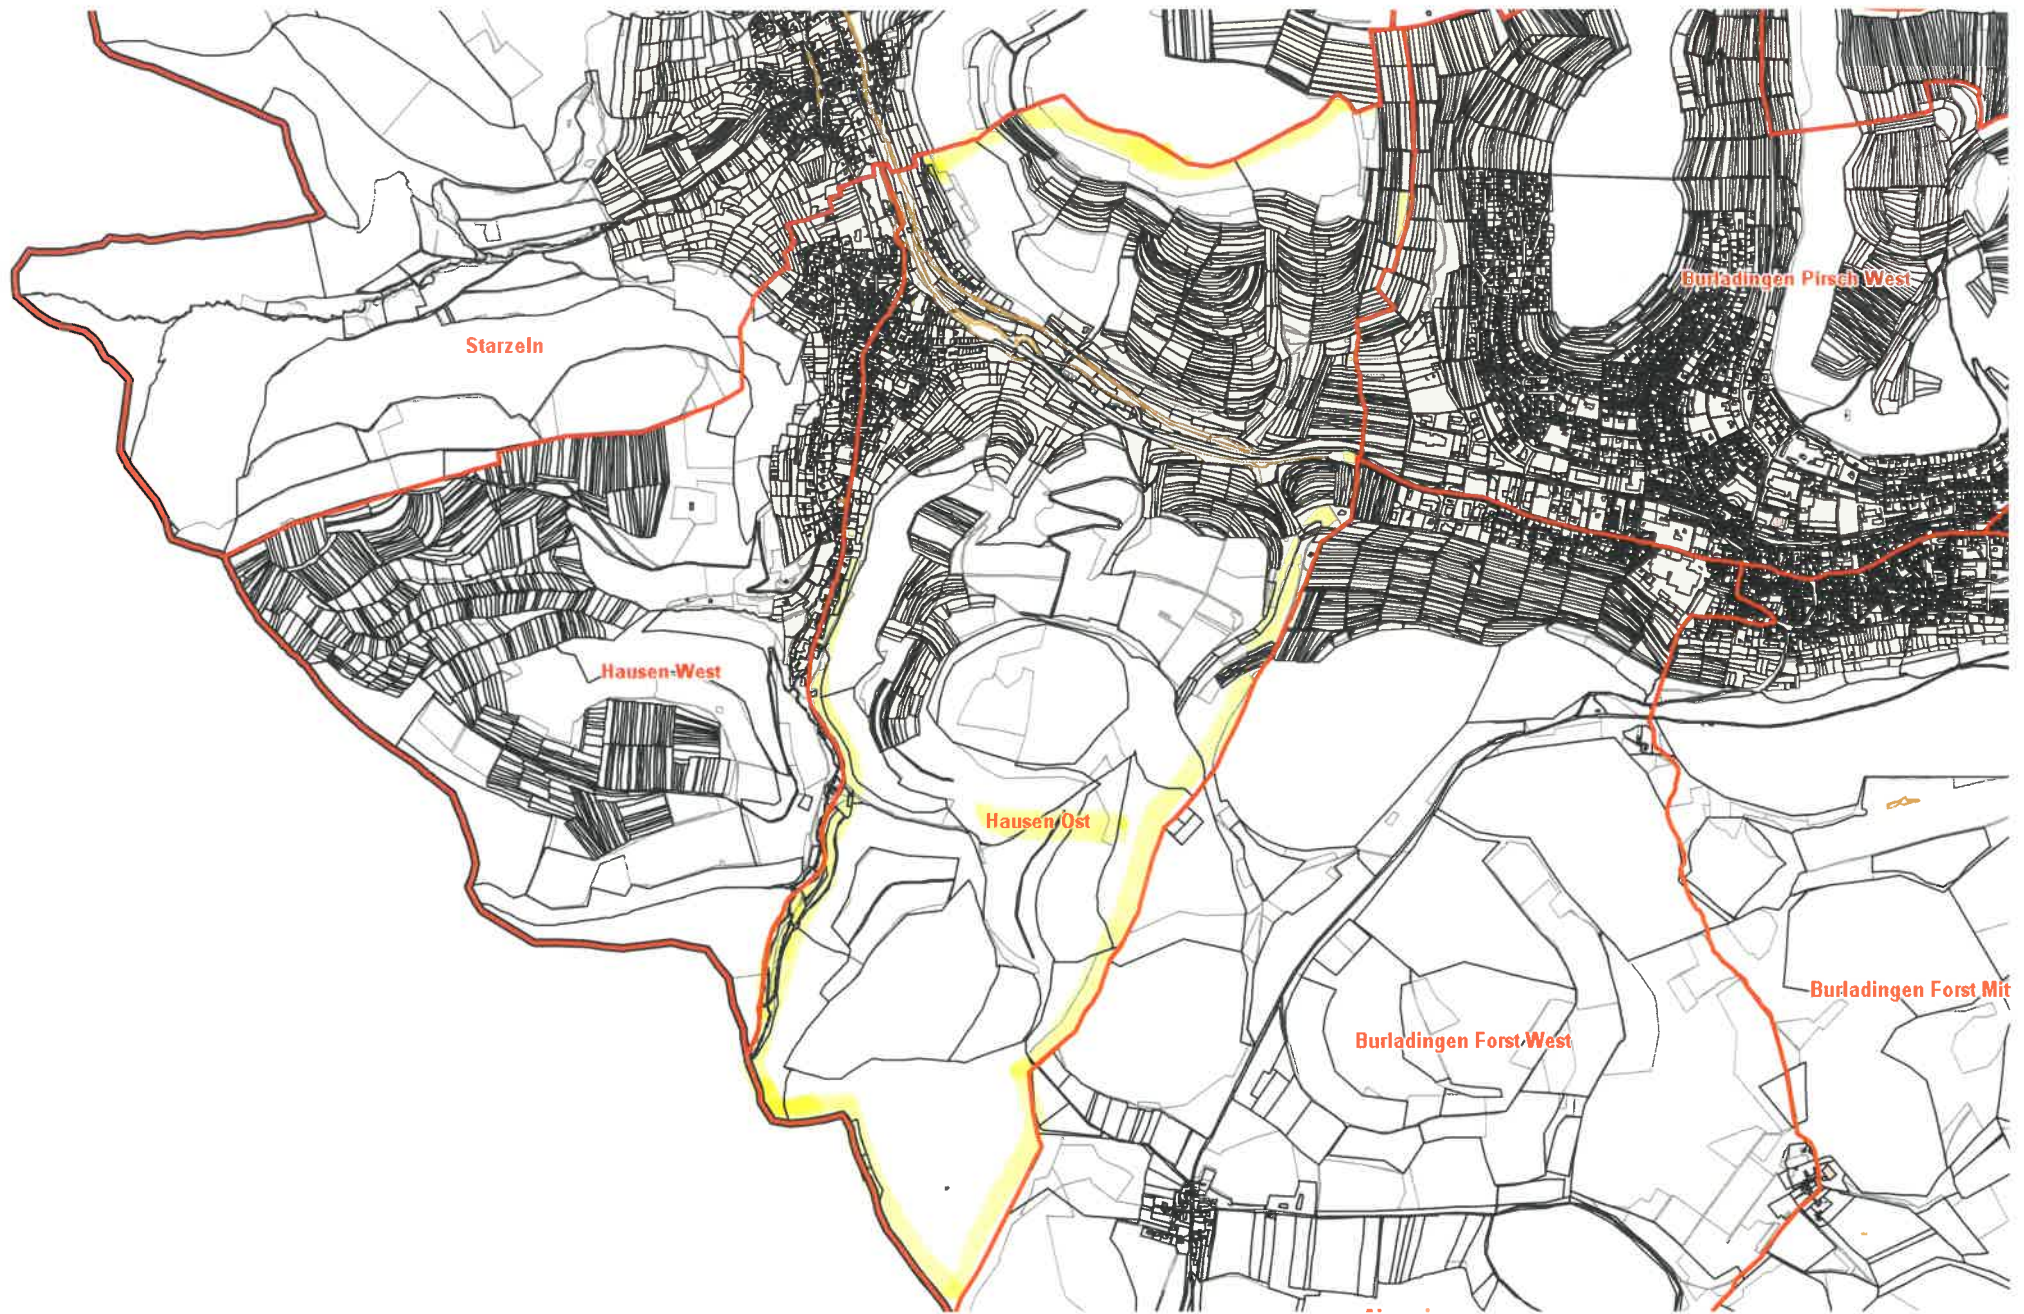 Burladingen Pirsch West
Starzeln
Hausen-West
Hausen Ost
Burladingen Forst Mit
Burladingen Forst West